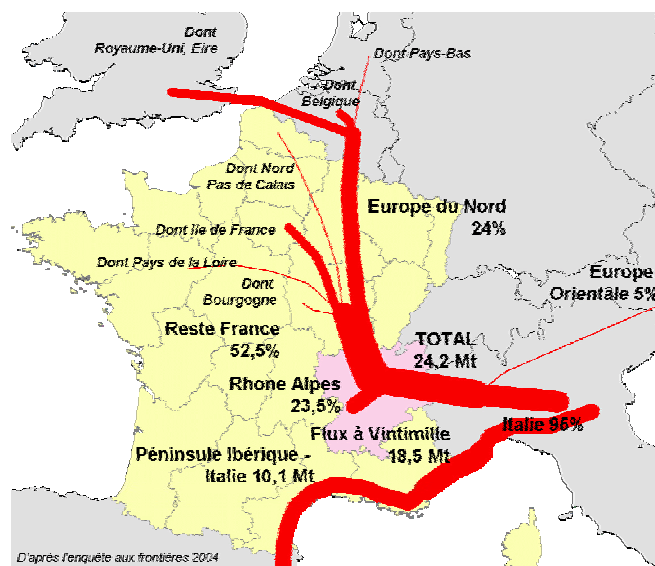 Dont
Royaume-Uni, Eire
Dont Pays-Bas
Dont
Belgique
Dont Nord
Pas de Calais
Europe du Nord
24%
Dont Ile de France
Dont Pays de la Loire
Dont
Bourgogne
Europe
Orientale 5%
Reste France
52,5%
TOTAL
24,2 Mt
Rhone Alpes
23,5%
Italie 95%
Flux à Vintimille
18,5 Mt
Péninsule Ibérique -
Italie 10,1 Mt
D'après l'enquête aux frontières 2004